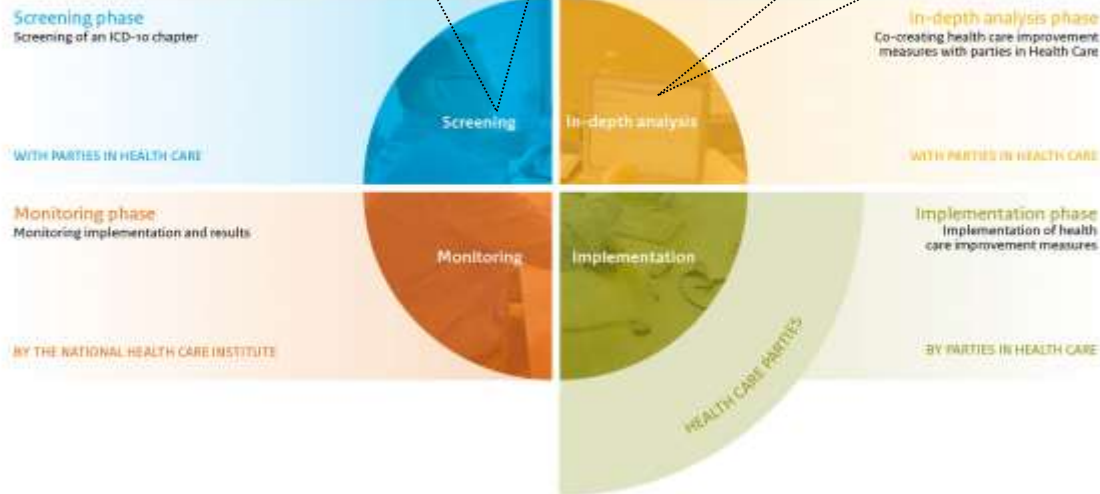 Screening phase
Screening of an ICD-10 chapter
WITH PARTIES IN HEALTH CARE
In-depth analysis phase
Co-creating health care improvement
measures with parties in Health Care
WITH PARTIES IN HEALTH CARE
Screening
In-depth analysis
Monitoring phase
Monitoring implementation and results
BY THE NATIONAL HEALTH CARE INSTITUTE
Monitoring
Implementation
Implementation phase
Implementation of health
care improvement measures
BY PARTIES IN HEALTH CARE
HEALTH CARE PARTIES